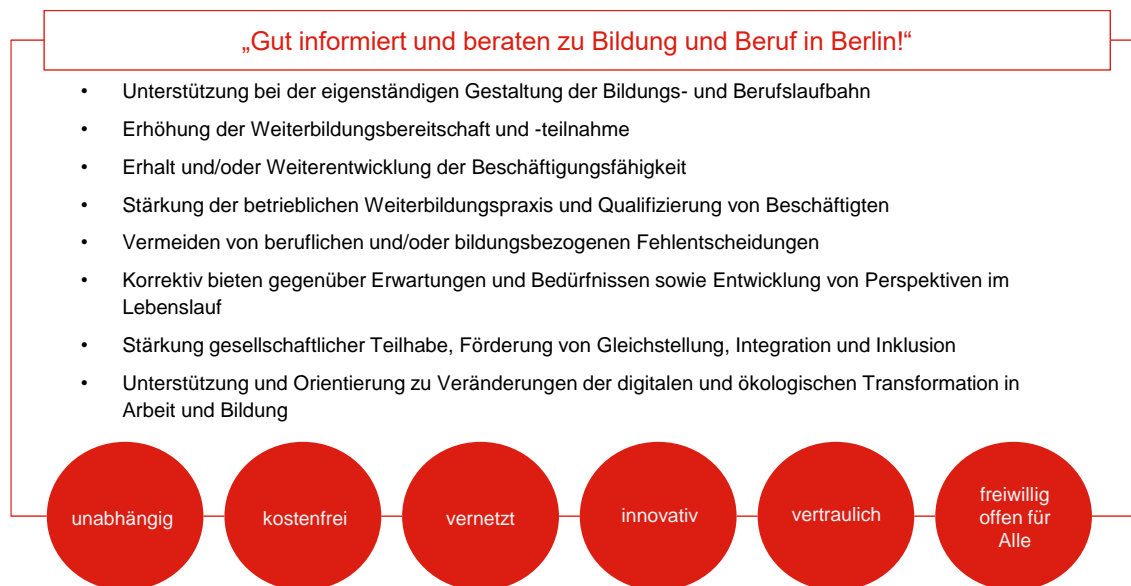 „Gut informiert und beraten zu Bildung und Beruf in Berlin!“
• Unterstützung bei der eigenständigen Gestaltung der Bildungs- und Berufslaufbahn
• Erhöhung der Weiterbildungsbereitschaft und -teilnahme
• Erhalt und/oder Weiterentwicklung der Beschäftigungsfähigkeit
• Stärkung der betrieblichen Weiterbildungspraxis und Qualifizierung von Beschäftigten
• Vermeiden von beruflichen und/oder bildungsbezogenen Fehlentscheidungen
• Korrektiv bieten gegenüber Erwartungen und Bedürfnissen sowie Entwicklung von Perspektiven im
Lebenslauf
• Stärkung gesellschaftlicher Teilhabe, Förderung von Gleichstellung, Integration und Inklusion
• Unterstützung und Orientierung zu Veränderungen der digitalen und ökologischen Transformation in
Arbeit und Bildung
unabhängig
kostenfrei
vernetzt
innovativ
vertraulich
freiwillig
offen für
Alle